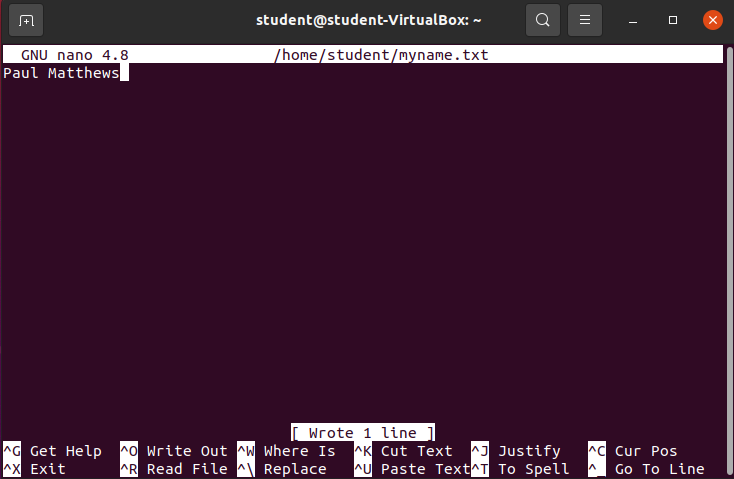 student@student-VirtualBox: ~
GNU nano 4.8 /home/student/myname.txt
Paul Matthews
[ Wrote 1 line ]
^G Get Help ^O Write Out ^W Where Is ^K Cut Text ^J Justify ^C Cur Pos
^X Exit ^R Read File ^\ Replace ^U Paste Text ^T To Spell ^_ Go To Line